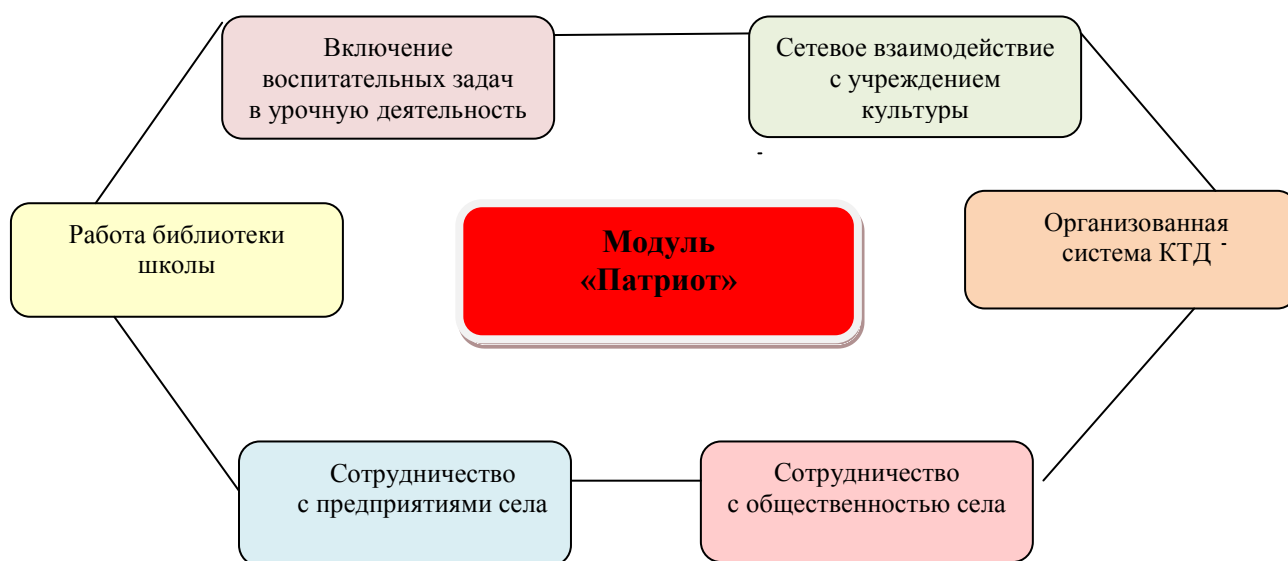 Включение
воспитательных задач
в урочную деятельность
Сетевое взаимодействие
с учреждением
культуры
-
Работа библиотеки
школы
Модуль
«Патриот»
Организованная
система КТД -
Сотрудничество
с предприятиями села
Сотрудничество
с общественностью села